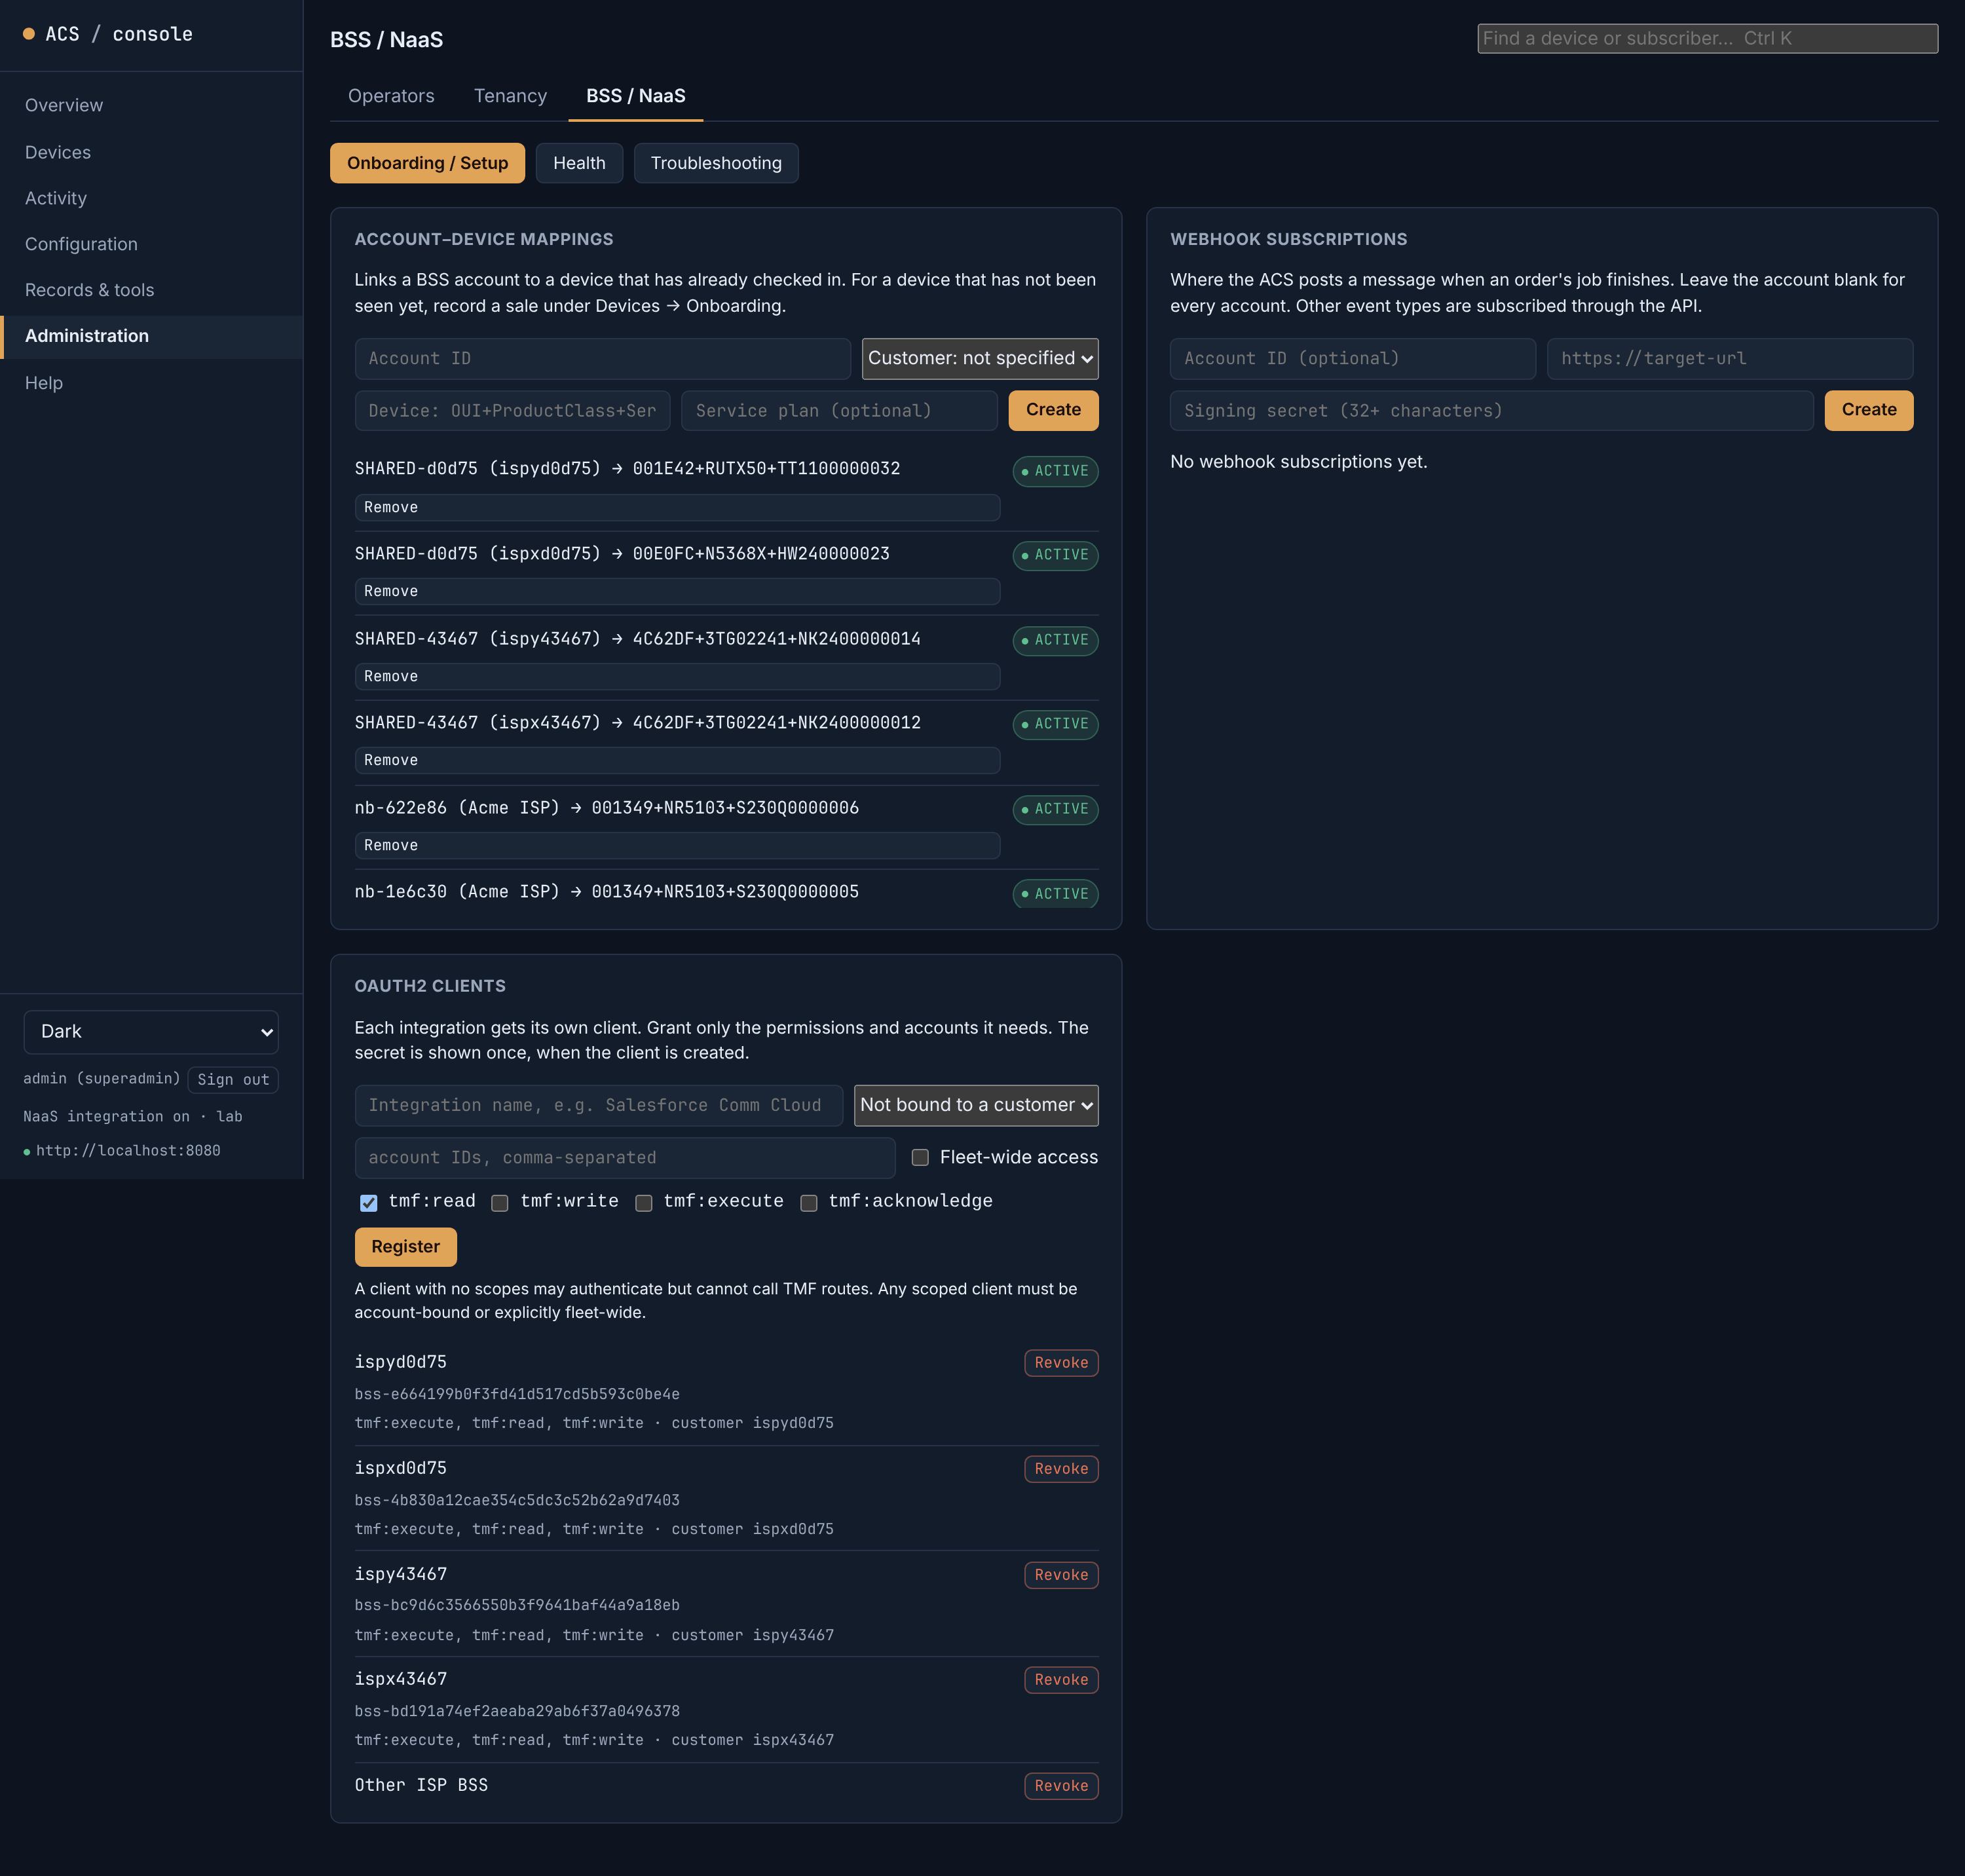 ACS / console
Overview
Devices
Activity
Configuration
Records & tools
Administration
Help
Dark
admin (superadmin) Sign out
NaaS integration on · lab
http://localhost:8080
BSS / NaaS
Find a device or subscriber... Ctrl K
Operators Tenancy BSS / NaaS
Onboarding / Setup Health Troubleshooting
ACCOUNT–DEVICE MAPPINGS
Links a BSS account to a device that has already checked in. For a device that has not been
seen yet, record a sale under Devices → Onboarding.
Account ID Customer: not specified
Device: OUI+ProductClass+Ser Service plan (optional) Create
SHARED-d0d75 (ispyd0d75) → 001E42+RUTX50+TT1100000032 ACTIVE
Remove
SHARED-d0d75 (ispxd0d75) → 00E0FC+N5368X+HW240000023 ACTIVE
Remove
SHARED-43467 (ispy43467) → 4C62DF+3TG02241+NK2400000014 ACTIVE
Remove
SHARED-43467 (ispx43467) → 4C62DF+3TG02241+NK2400000012 ACTIVE
Remove
nb-622e86 (Acme ISP) → 001349+NR5103+S230Q0000006 ACTIVE
Remove
nb-1e6c30 (Acme ISP) → 001349+NR5103+S230Q0000005 ACTIVE
WEBHOOK SUBSCRIPTIONS
Where the ACS posts a message when an order's job finishes. Leave the account blank for
every account. Other event types are subscribed through the API.
Account ID (optional) https://target-url
Signing secret (32+ characters) Create
No webhook subscriptions yet.
OAUTH2 CLIENTS
Each integration gets its own client. Grant only the permissions and accounts it needs. The
secret is shown once, when the client is created.
Integration name, e.g. Salesforce Comm Cloud Not bound to a customer
account IDs, comma-separated Fleet-wide access
tmf:read tmf:write tmf:execute tmf:acknowledge
Register
A client with no scopes may authenticate but cannot call TMF routes. Any scoped client must be
account-bound or explicitly fleet-wide.
ispyd0d75 Revoke
bss-e664199b0f3fd41d517cd5b593c0be4e
tmf:execute, tmf:read, tmf:write · customer ispyd0d75
ispxd0d75 Revoke
bss-4b830a12cae354c5dc3c52b62a9d7403
tmf:execute, tmf:read, tmf:write · customer ispxd0d75
ispy43467 Revoke
bss-bc9d6c3566550b3f9641baf44a9a18eb
tmf:execute, tmf:read, tmf:write · customer ispy43467
ispx43467 Revoke
bss-bd191a74ef2aeaba29ab6f37a0496378
tmf:execute, tmf:read, tmf:write · customer ispx43467
Other ISP BSS Revoke